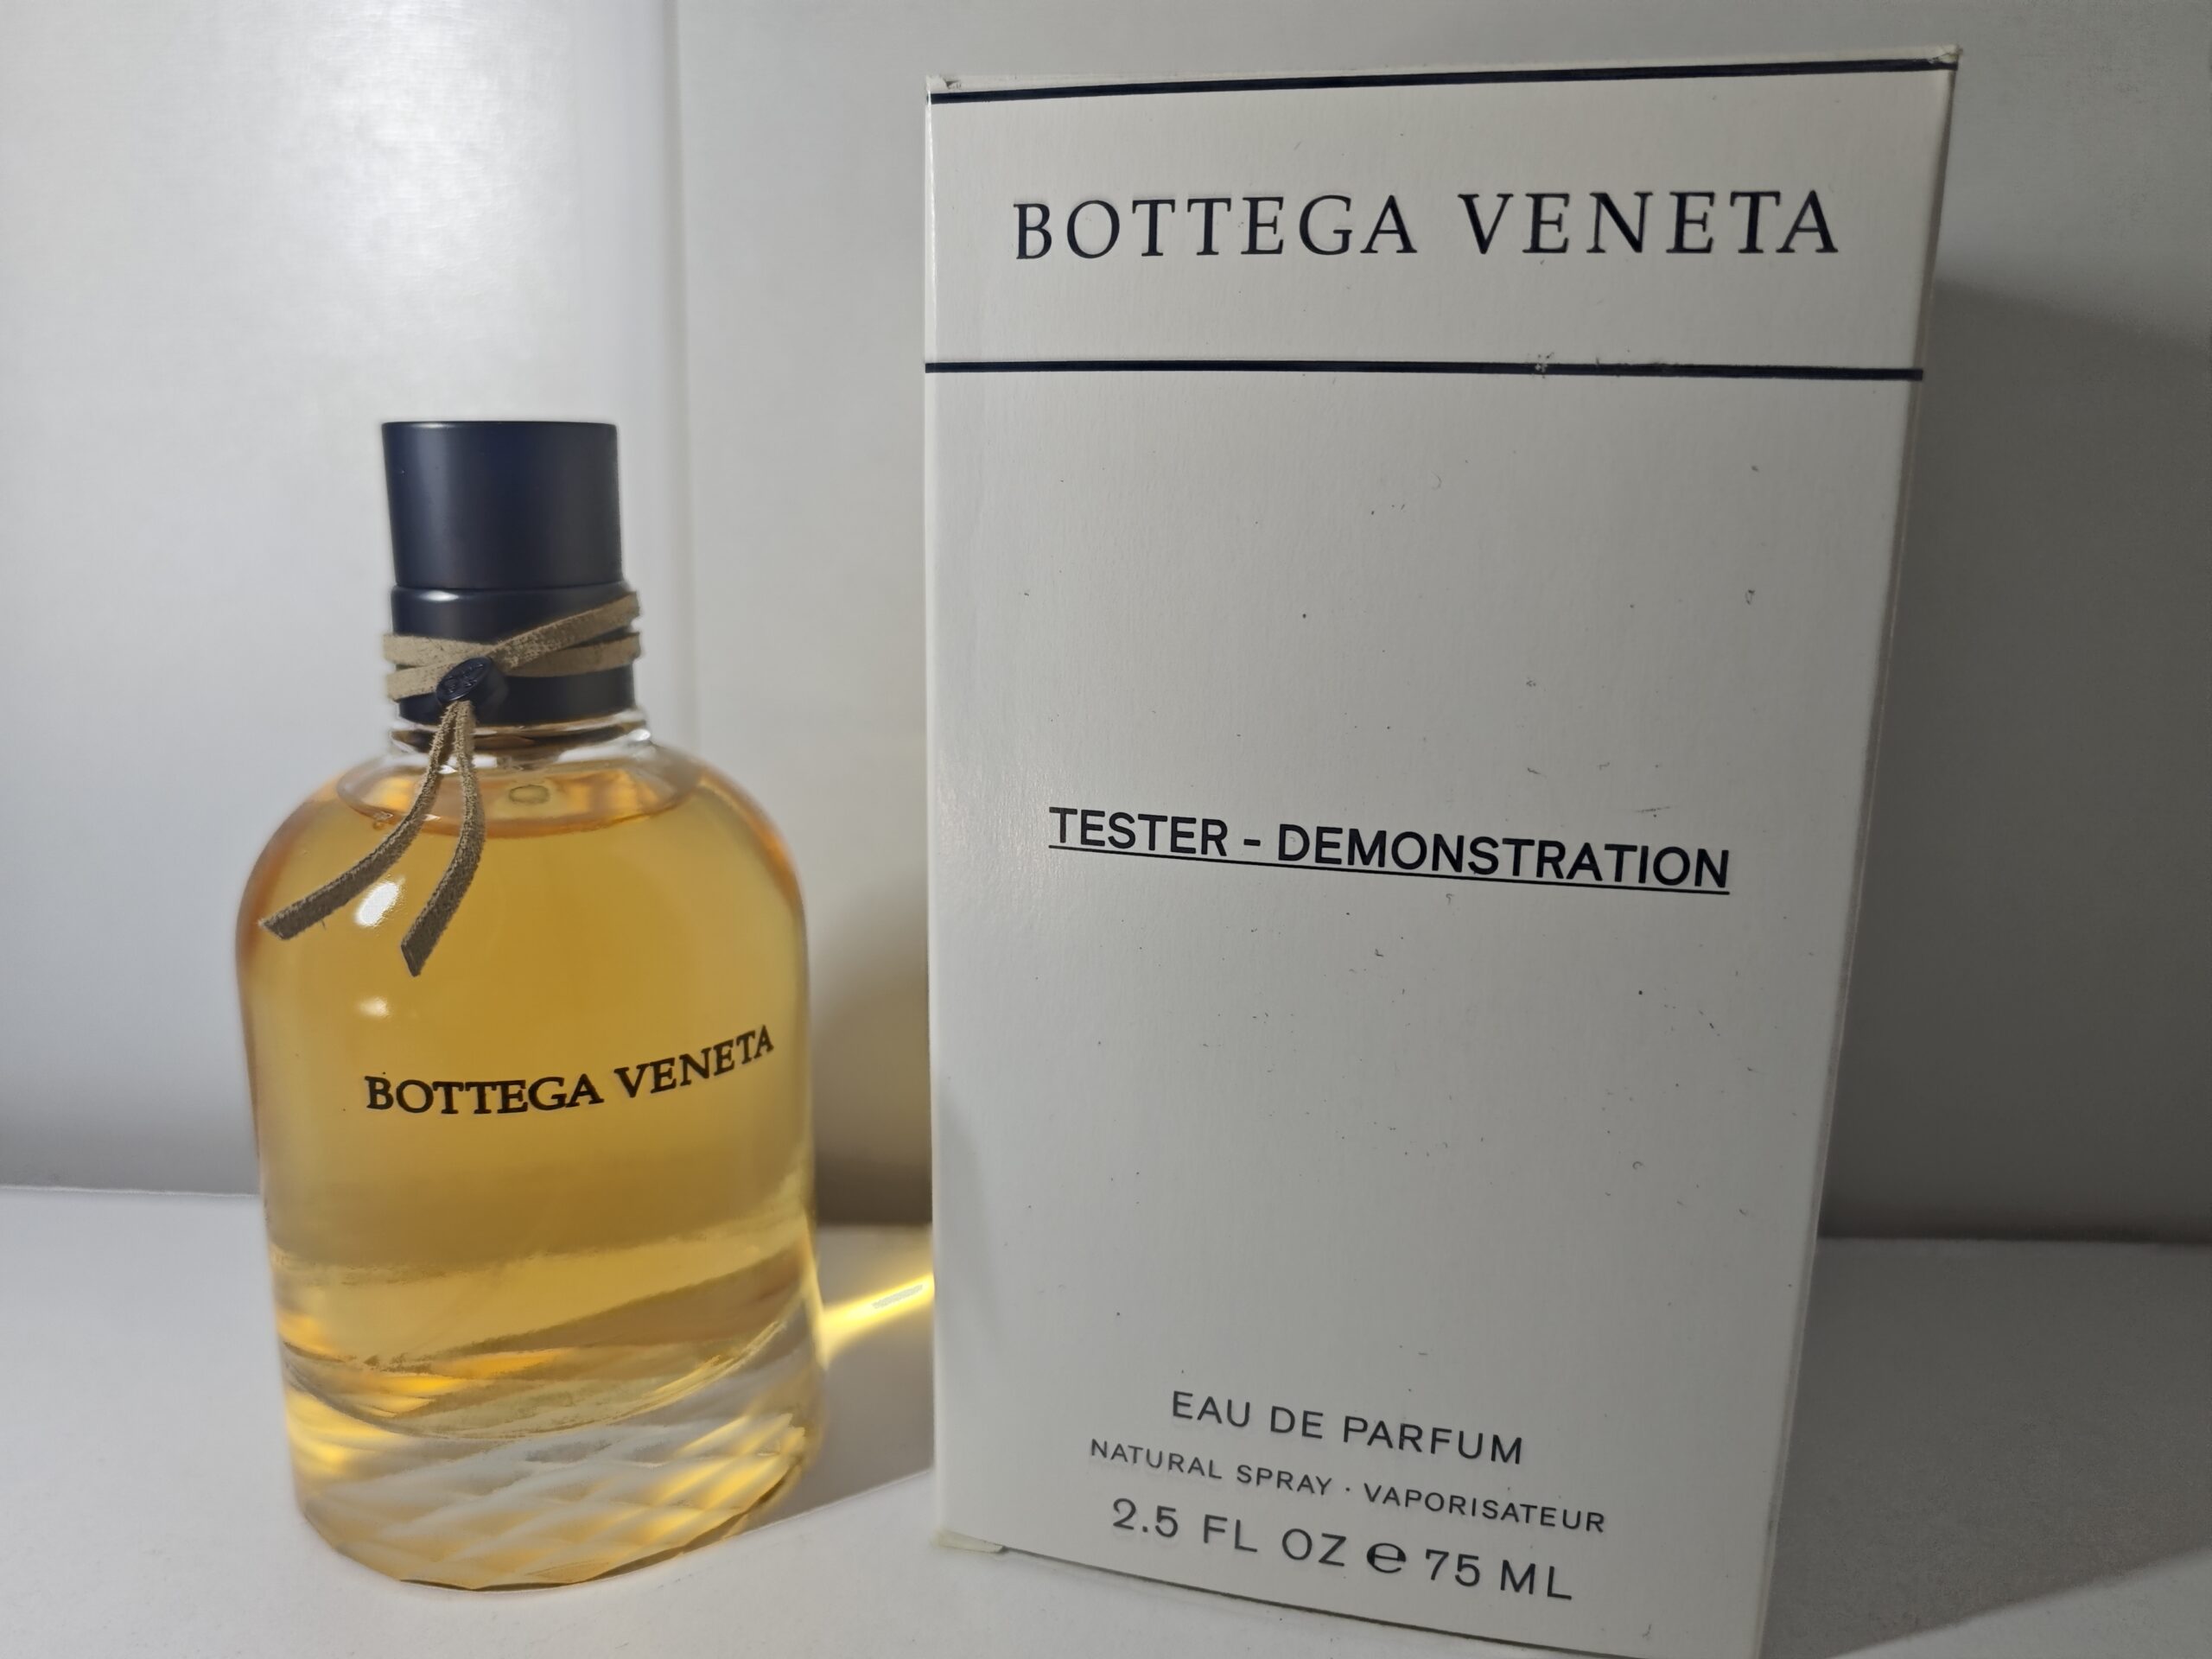 BOTTEGA VENETA
TESTER - DEMONSTRATION
EAU DE PARFUM
NATURAL SPRAY · VAPORISATEUR
2.5 FL OZ ℮ 75 ML
BOTTEGA VENETA